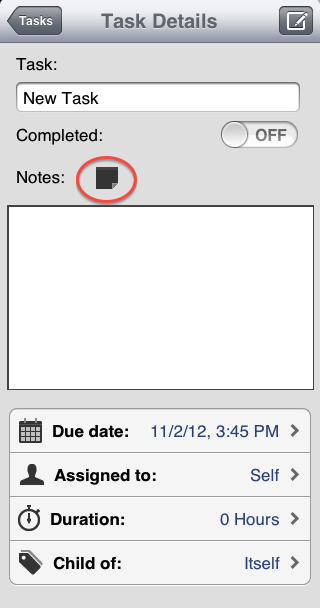 Tasks Task Details
Task:
New Task
Completed: OFF
Notes:
Due date: 11/2/12, 3:45 PM
Assigned to: Self
Duration: 0 Hours
Child of: Itself